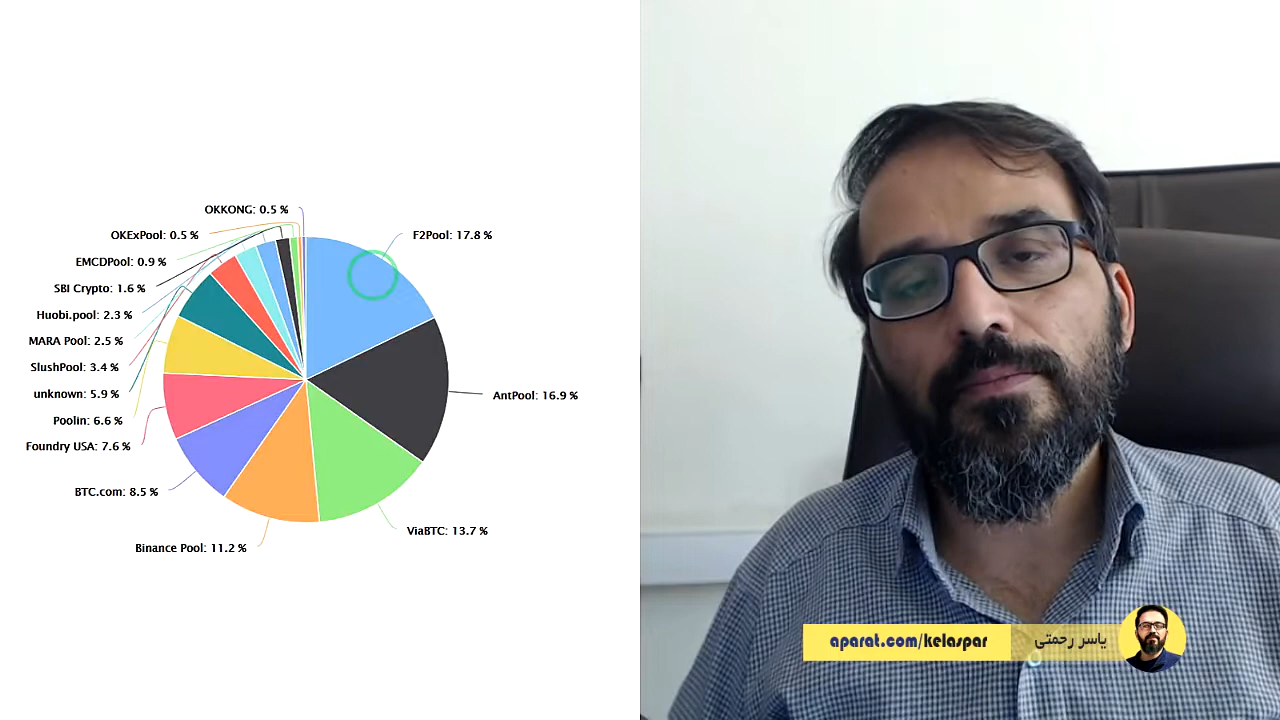 OKKONG: 0.5 %
OKExPool: 0.5 %
EMCDPool: 0.9 %
SBI Crypto: 1.6 %
Huobi.pool: 2.3 %
MARA Pool: 2.5 %
SlushPool: 3.4 %
unknown: 5.9 %
Poolin: 6.6 %
Foundry USA: 7.6 %
BTC.com: 8.5 %
Binance Pool: 11.2 %
F2Pool: 17.8 %
AntPool: 16.9 %
ViaBTC: 13.7 %
aparat.com/kelaspar
یاسر رحمتی